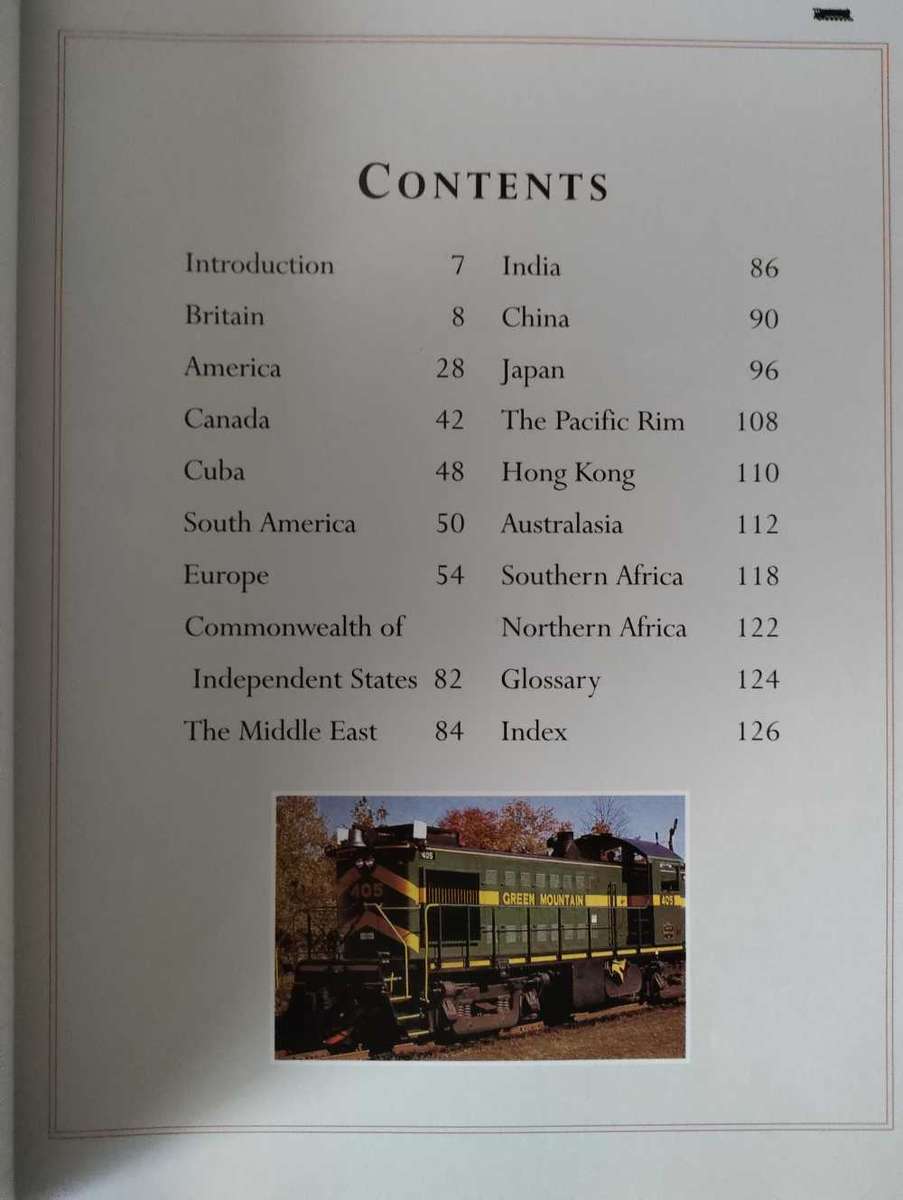 CONTENTS
Introduction 7
Britain 8
America 28
Canada 42
Cuba 48
South America 50
Europe 54
Commonwealth of
Independent States 82
The Middle East 84
India 86
China 90
Japan 96
The Pacific Rim 108
Hong Kong 110
Australasia 112
Southern Africa 118
Northern Africa 122
Glossary 124
Index 126
405
405
GREEN MOUNTAIN
405